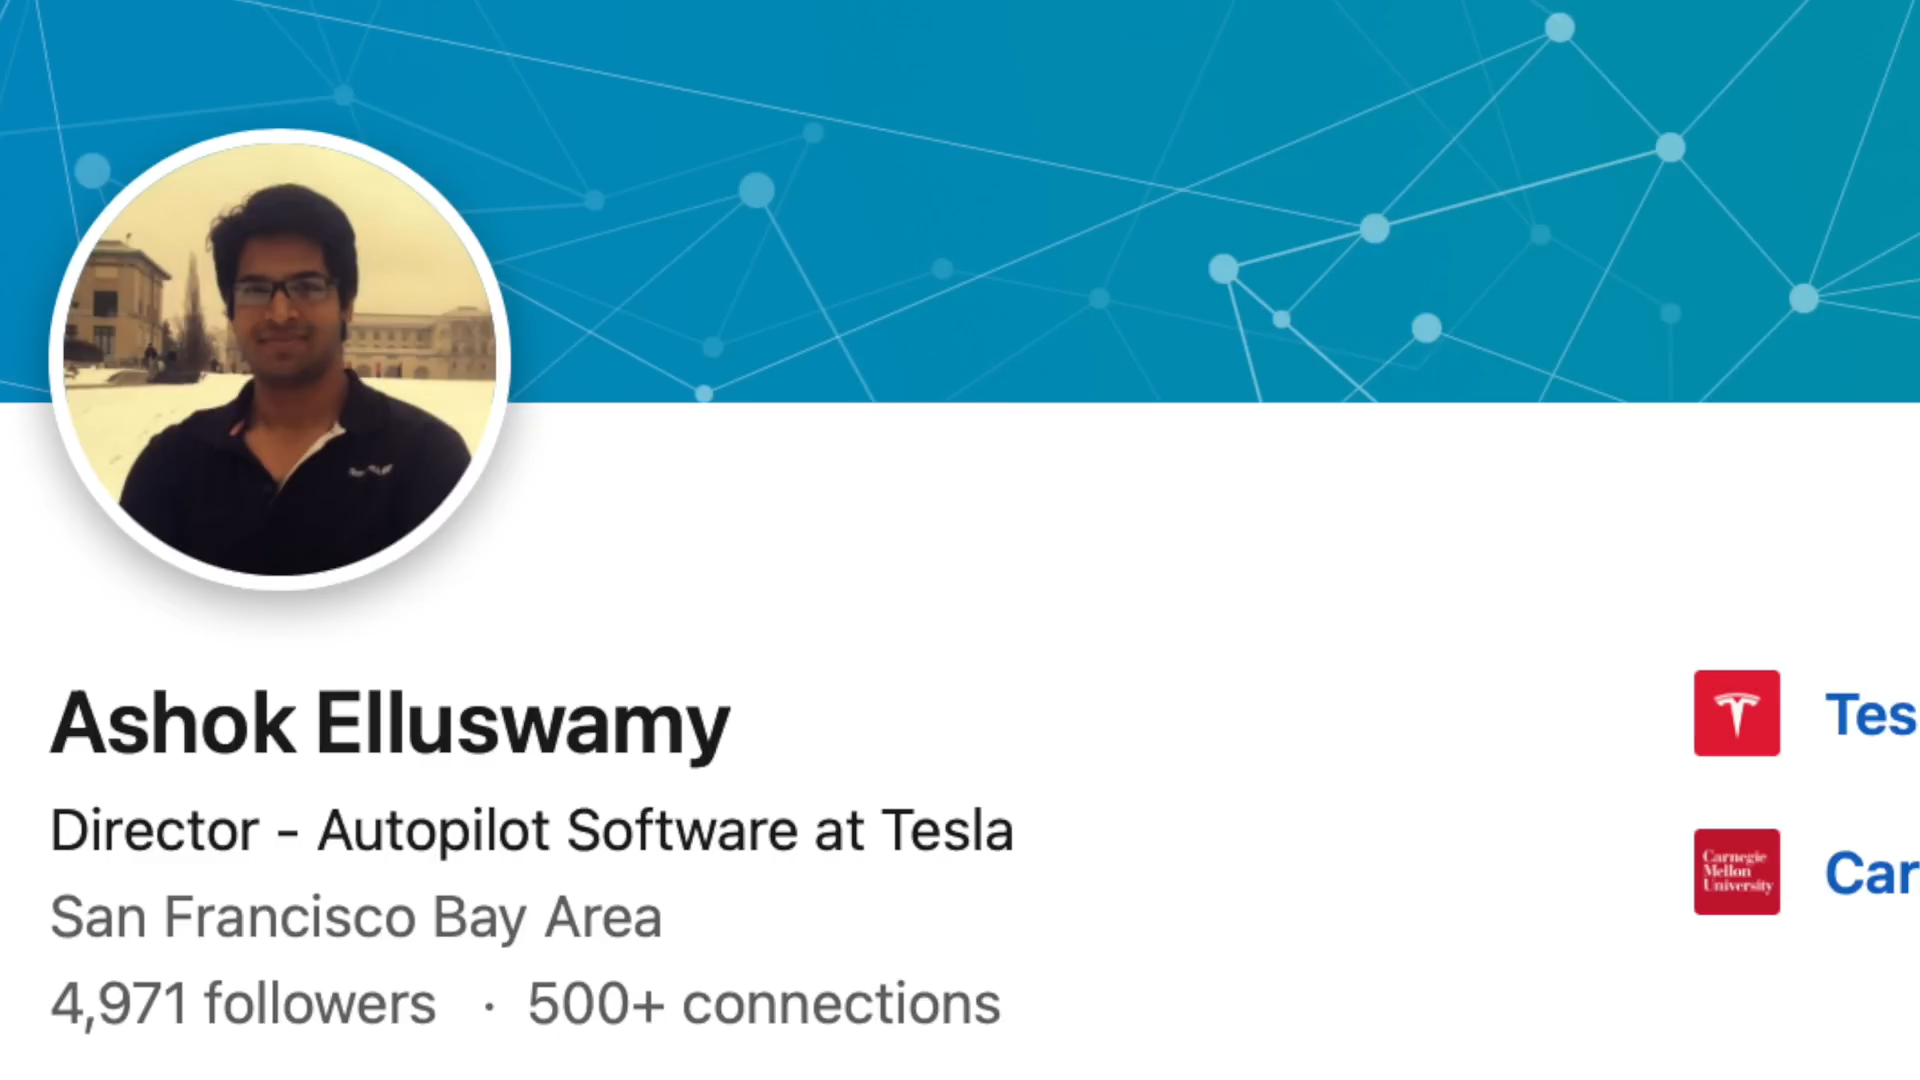 Ashok Elluswamy
Director - Autopilot Software at Tesla
San Francisco Bay Area
4,971 followers · 500+ connections
Tes
Carnegie
Mellon
University
Car